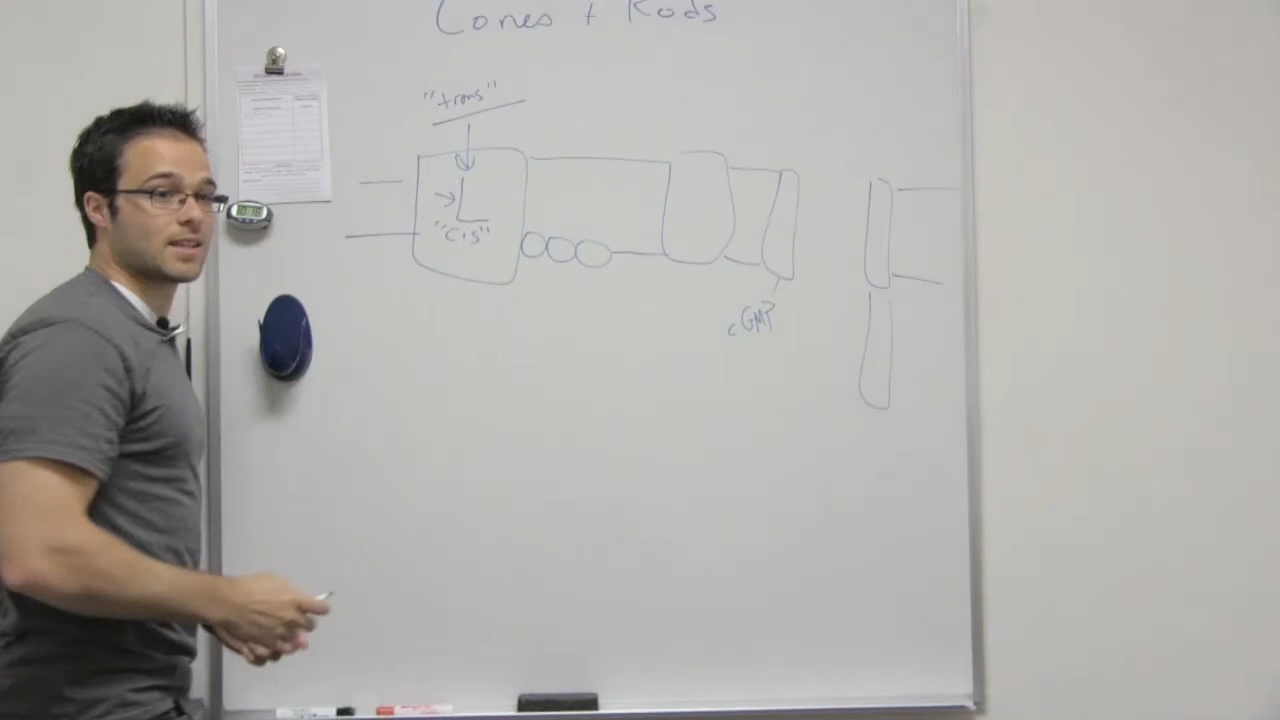 Cones + Rods
"trans"
"cis"
cGMP